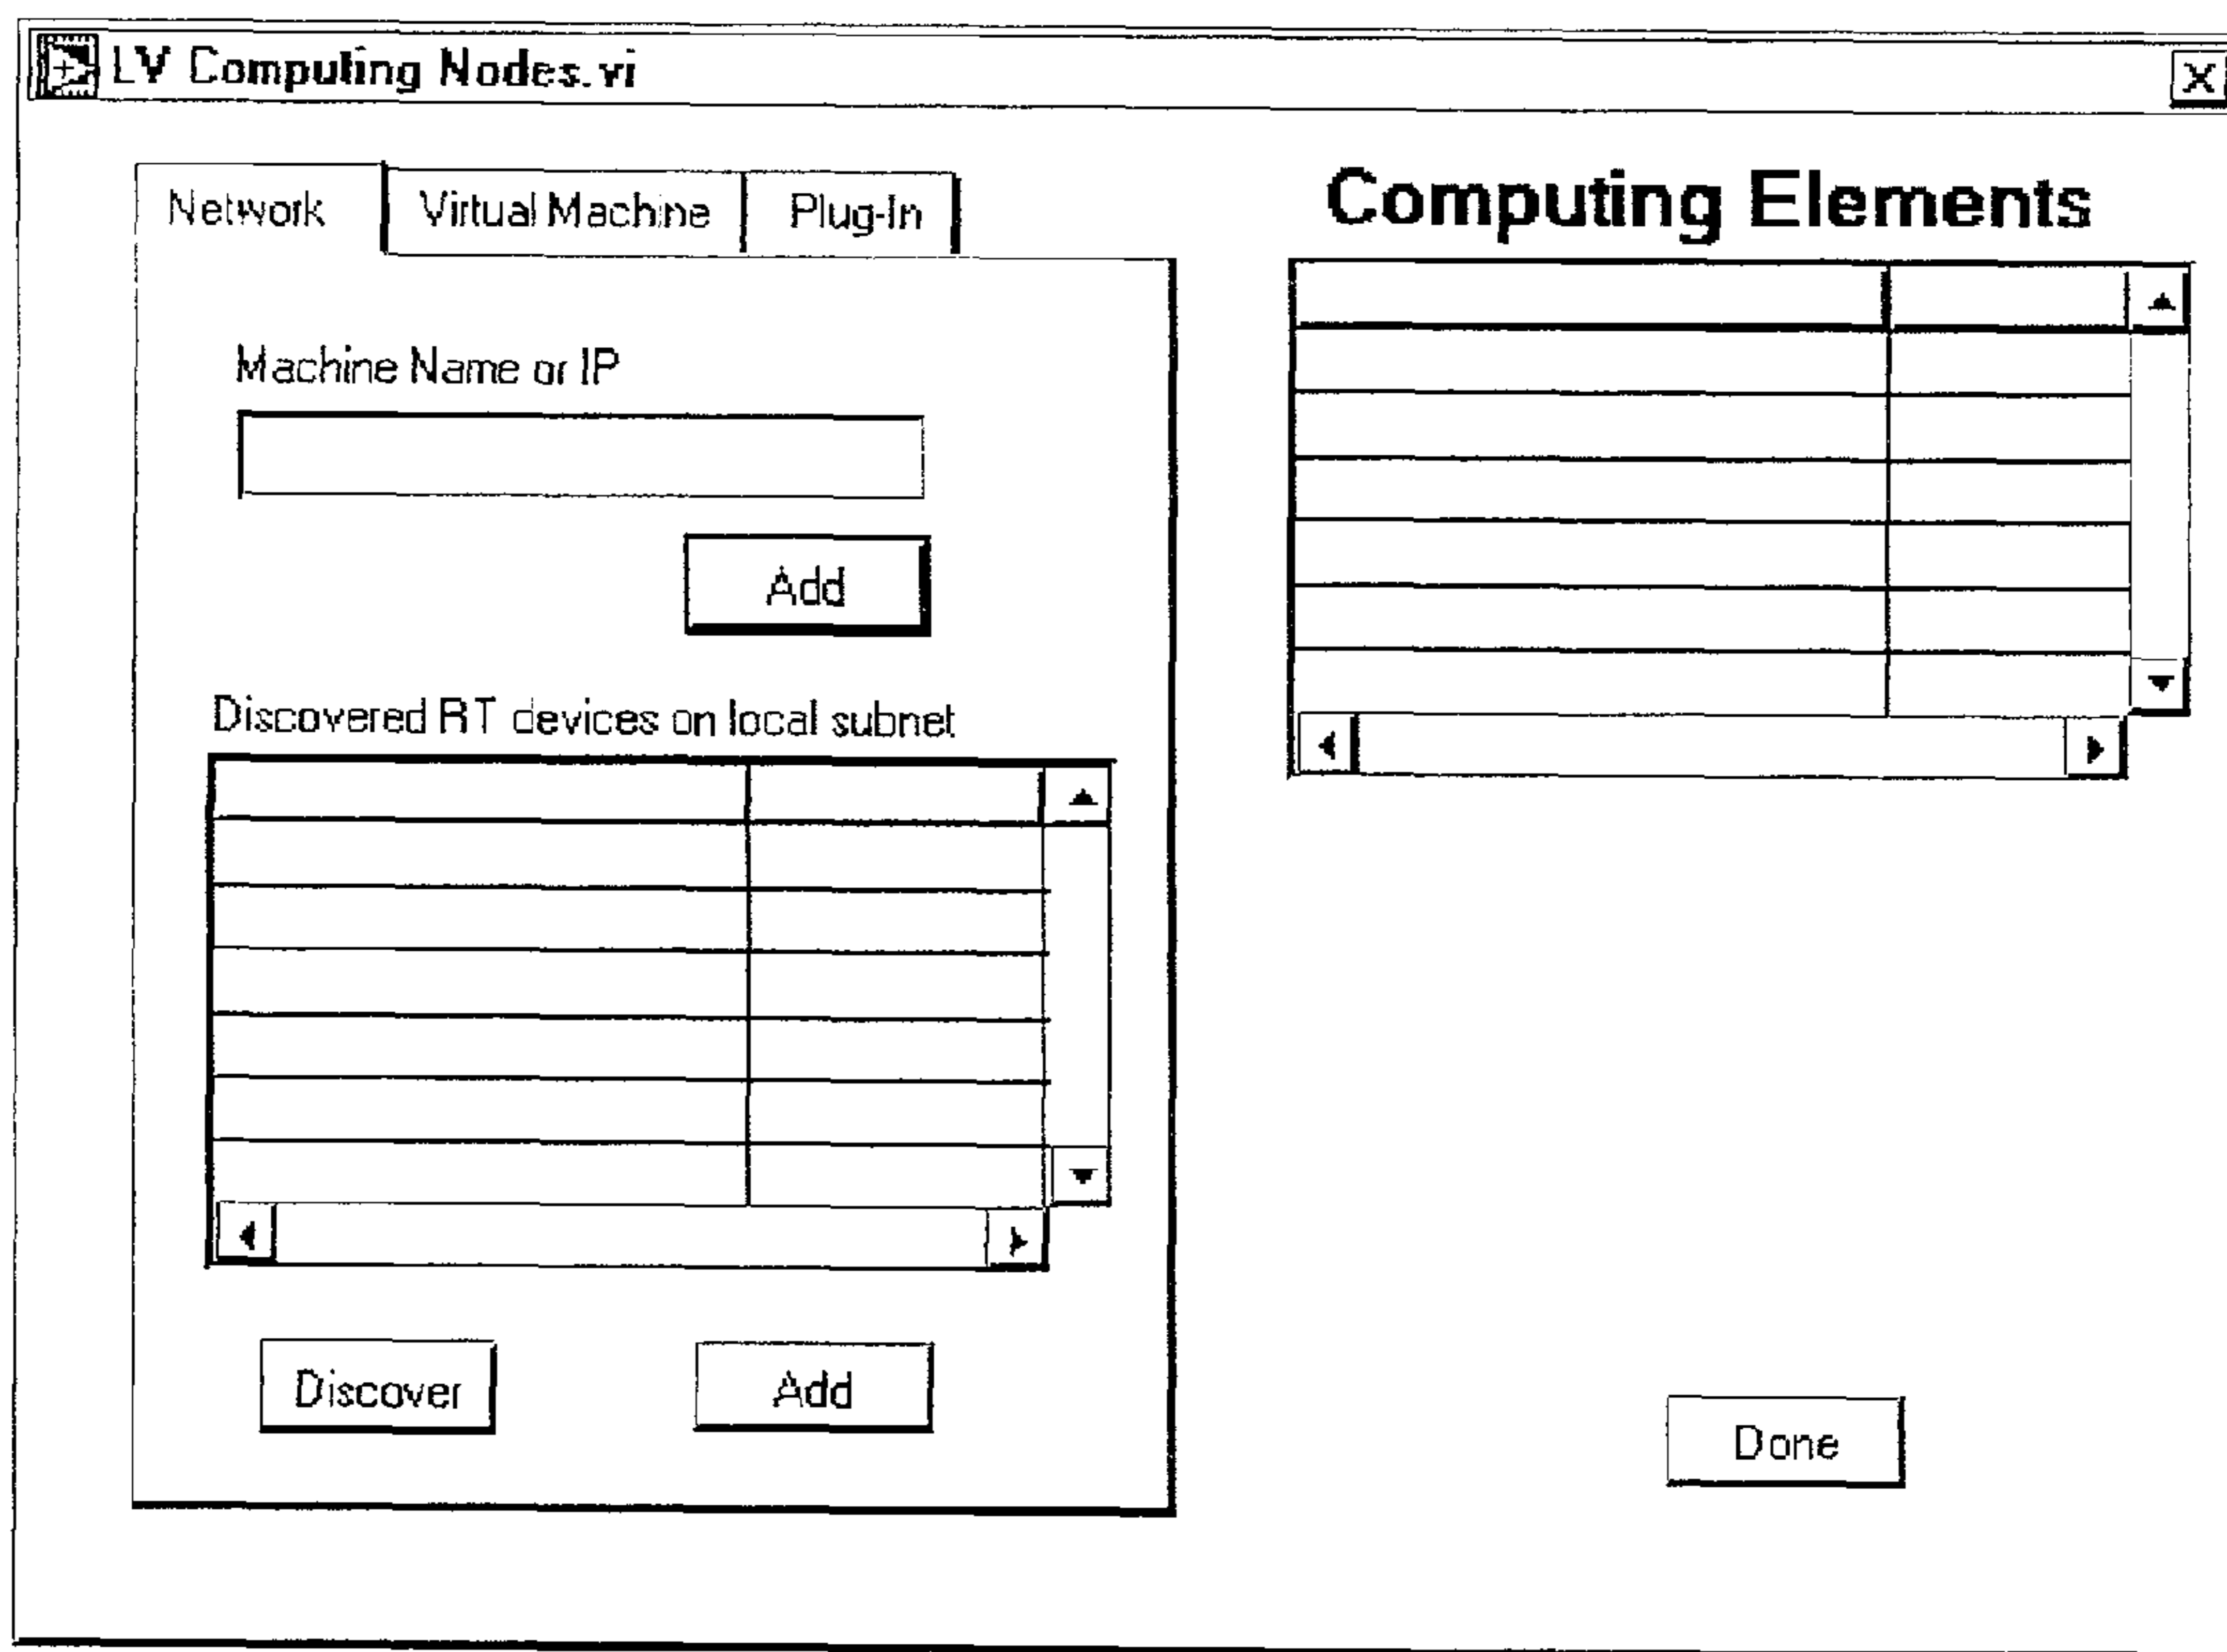 LV Computing Nodes.vi
X
Network
Virtual Machine
Plug-In
Machine Name or IP
Add
Discovered RT devices on local subnet
Discover
Add
Computing Elements
Done